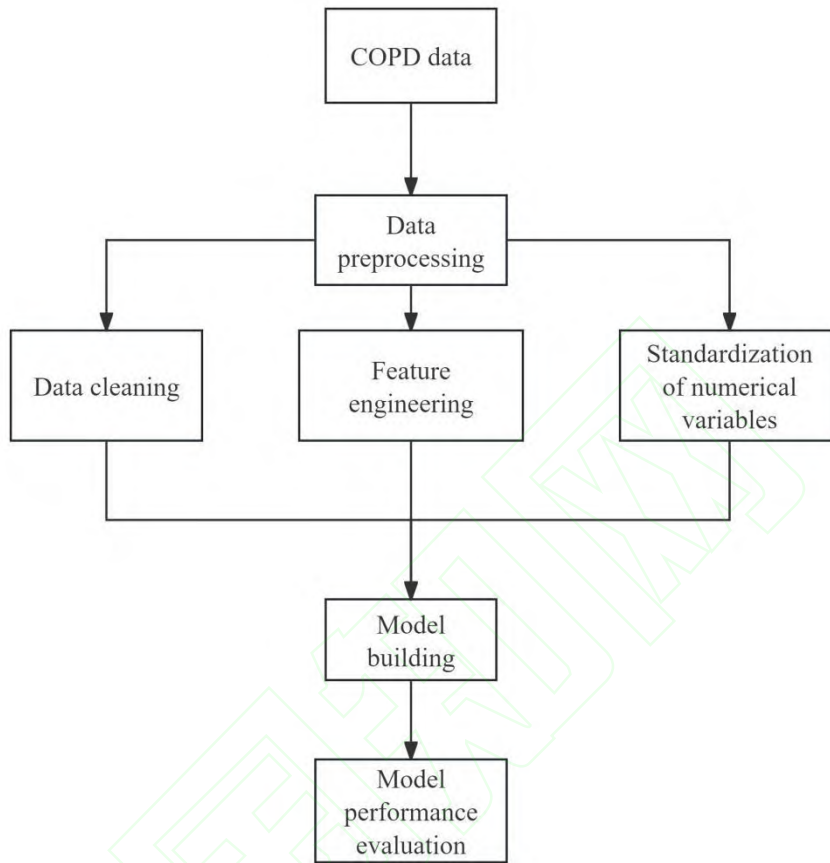 COPD data
Data
preprocessing
Data cleaning
Feature
engineering
Standardization
of numerical
variables
Model
building
Model
performance
evaluation